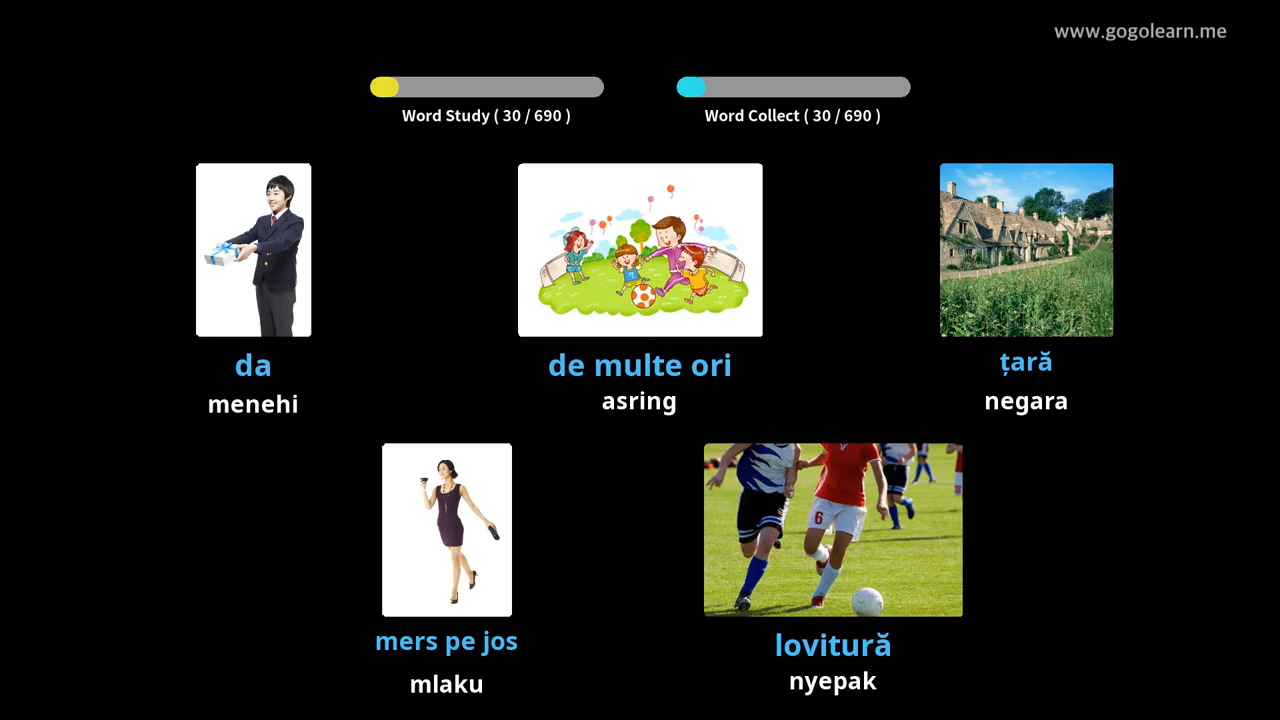 www.gogolearn.me
Word Study ( 30 / 690 )
Word Collect ( 30 / 690 )
da
menehi
de multe ori
asring
țară
negara
mers pe jos
mlaku
lovitură
nyepak
6